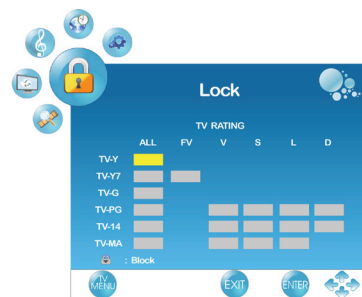 Lock
TV RATING
ALL FV V S L D
TV-Y
TV-Y7
TV-G
TV-PG
TV-14
TV-MA
: Block
TV
MENU
EXIT
ENTER